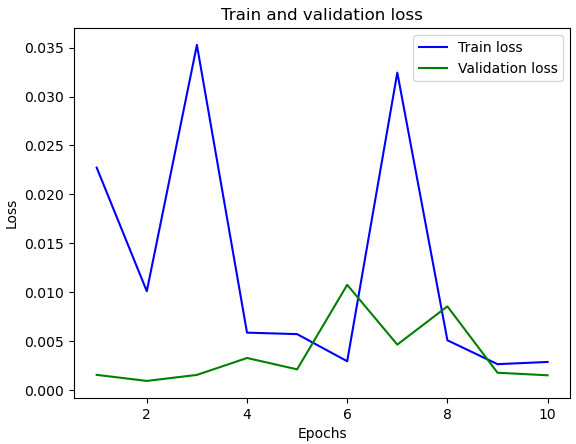 Train and validation loss
Train loss
Validation loss
0.035
0.030
0.025
0.020
0.015
0.010
0.005
0.000
Loss
2
4
6
8
10
Epochs